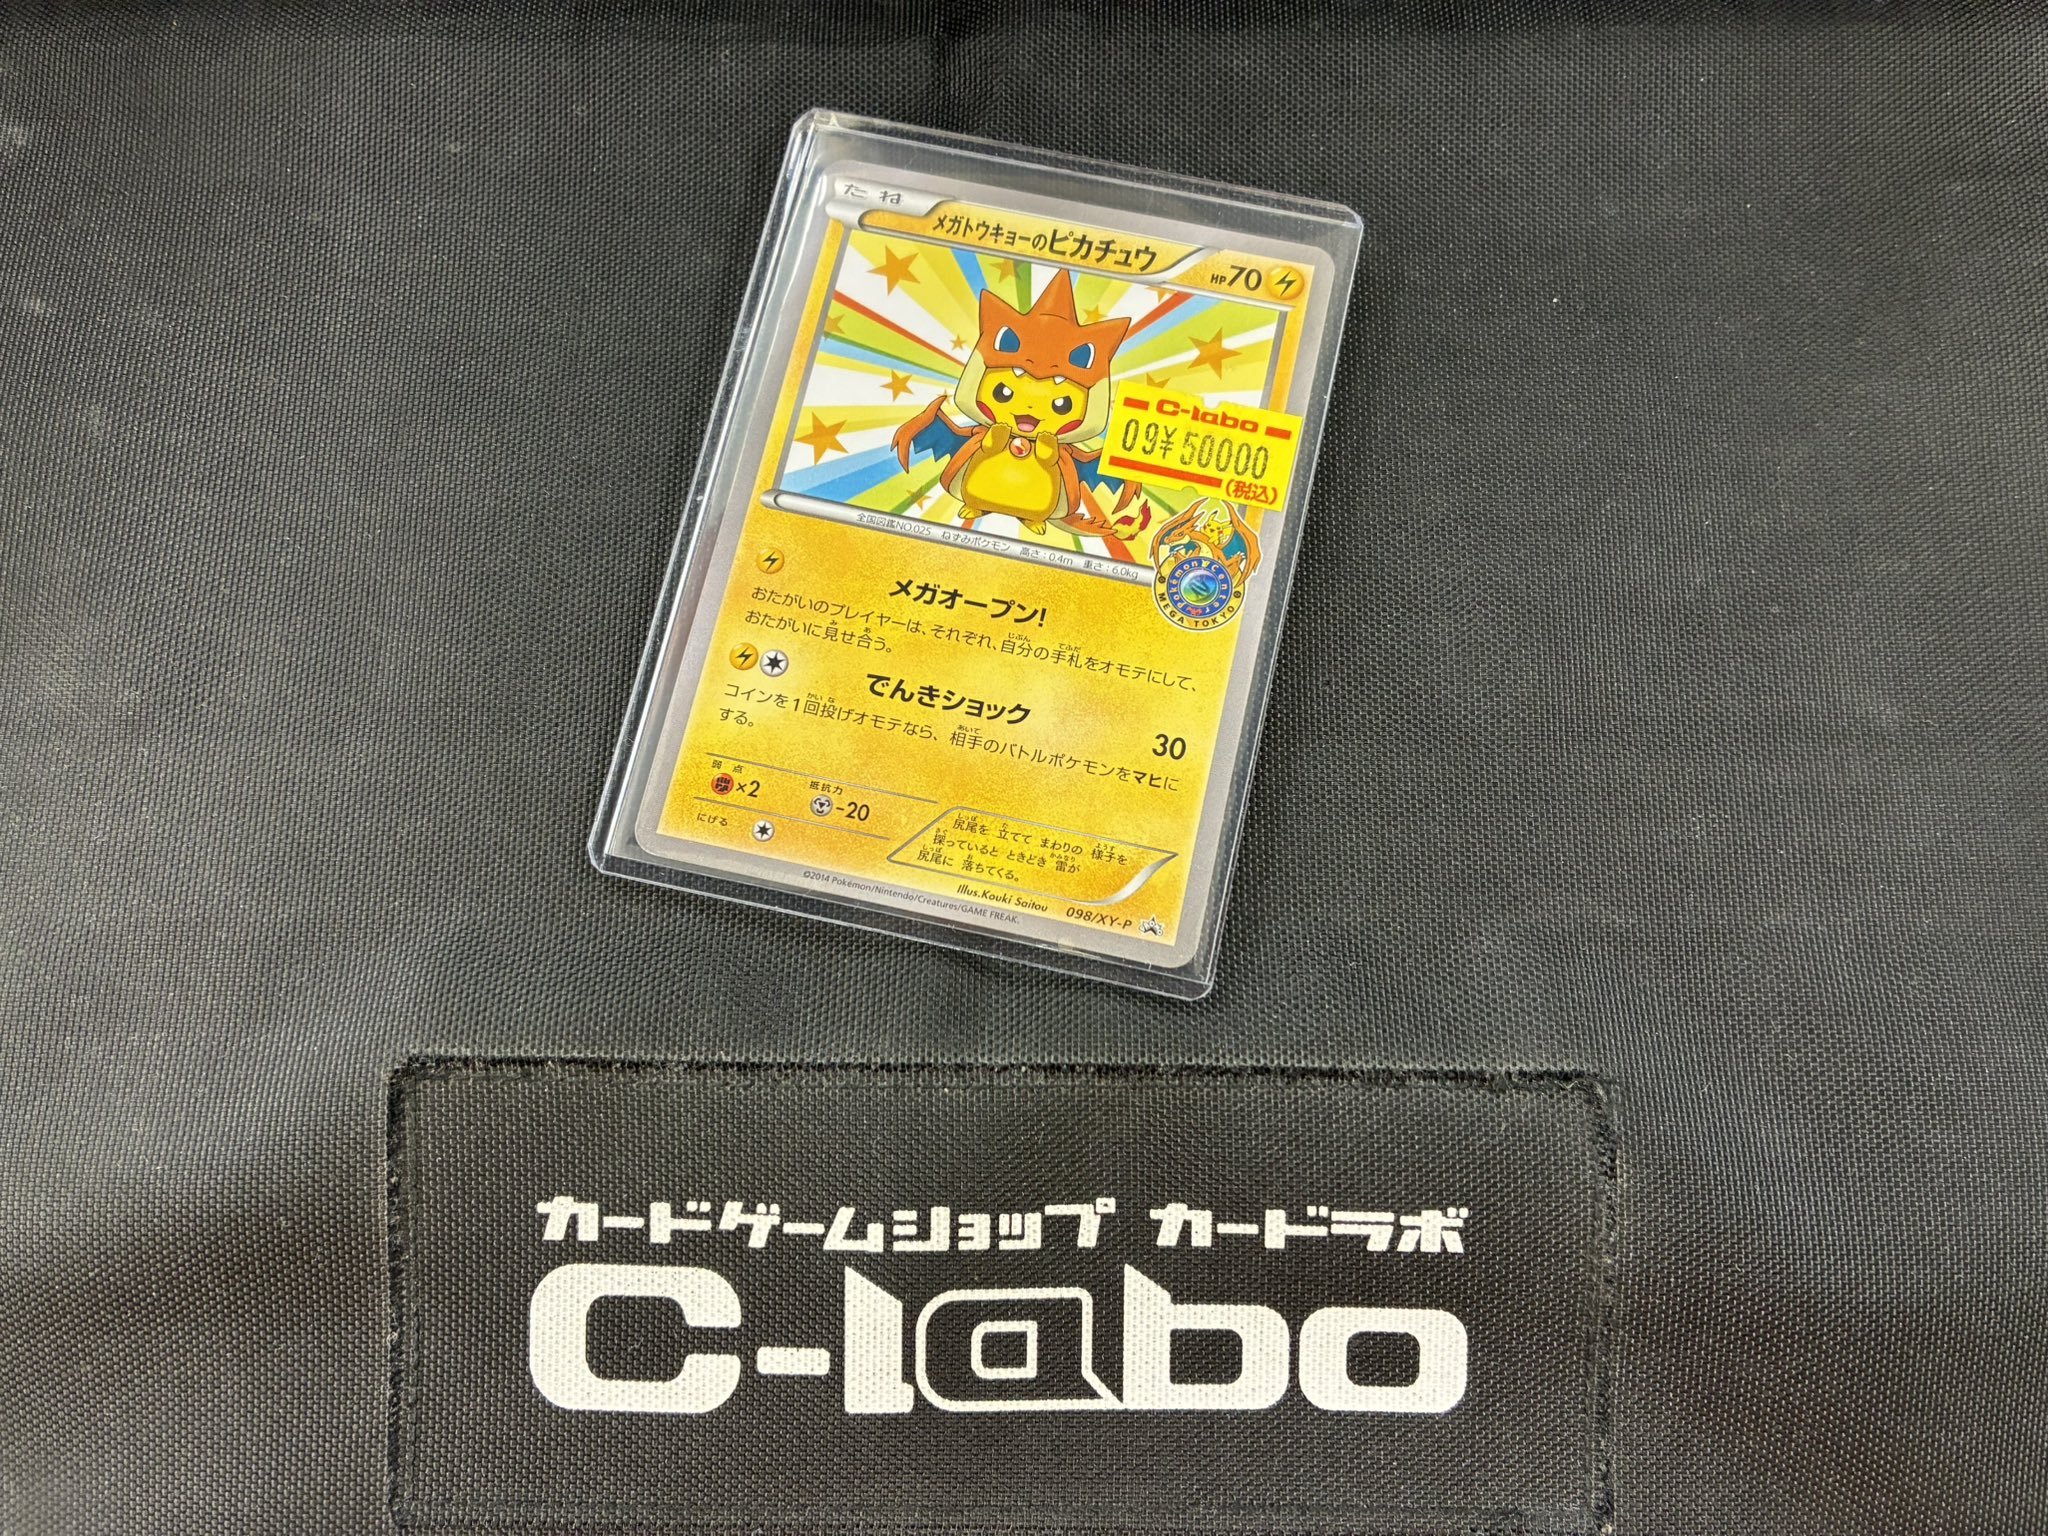 たね
メガトウキョーのピカチュウ
HP70
C-labo
09¥50000
(税込)
全国図鑑NO.025 ねずみポケモン 高さ：0.4m 重さ：6.0kg
Pokémon Center
MEGA TOKYO
メガオープン!
おたがいのプレイヤーは、それぞれ、自分の手札をオモテにして、
おたがいに見せ合う。
でんきショック
30
コインを1回投げオモテなら、相手のバトルポケモンをマヒに
する。
弱点
×2
抵抗力
-20
にげる
尻尾を 立てて まわりの 様子を
探っていると ときどき 雷が
尻尾に 落ちてくる。
Illus.Kouki Saitou
©2014 Pokémon/Nintendo/Creatures/GAME FREAK.
098/XY-P
カードゲームショップ カードラボ
C-labo